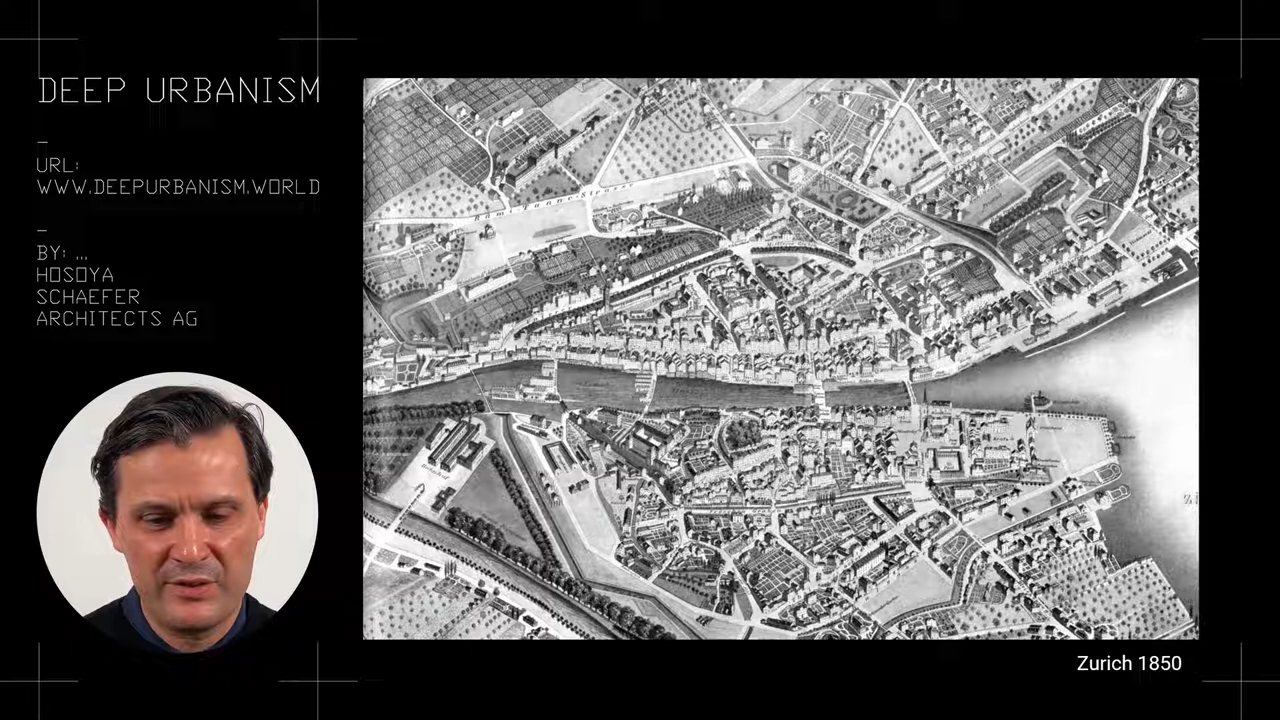 DEEP URBANISM
–
URL:
WWW.DEEPURBANISM.WORLD
–
BY: ...
HOSOYA
SCHAEFER
ARCHITECTS AG
Zurich 1850